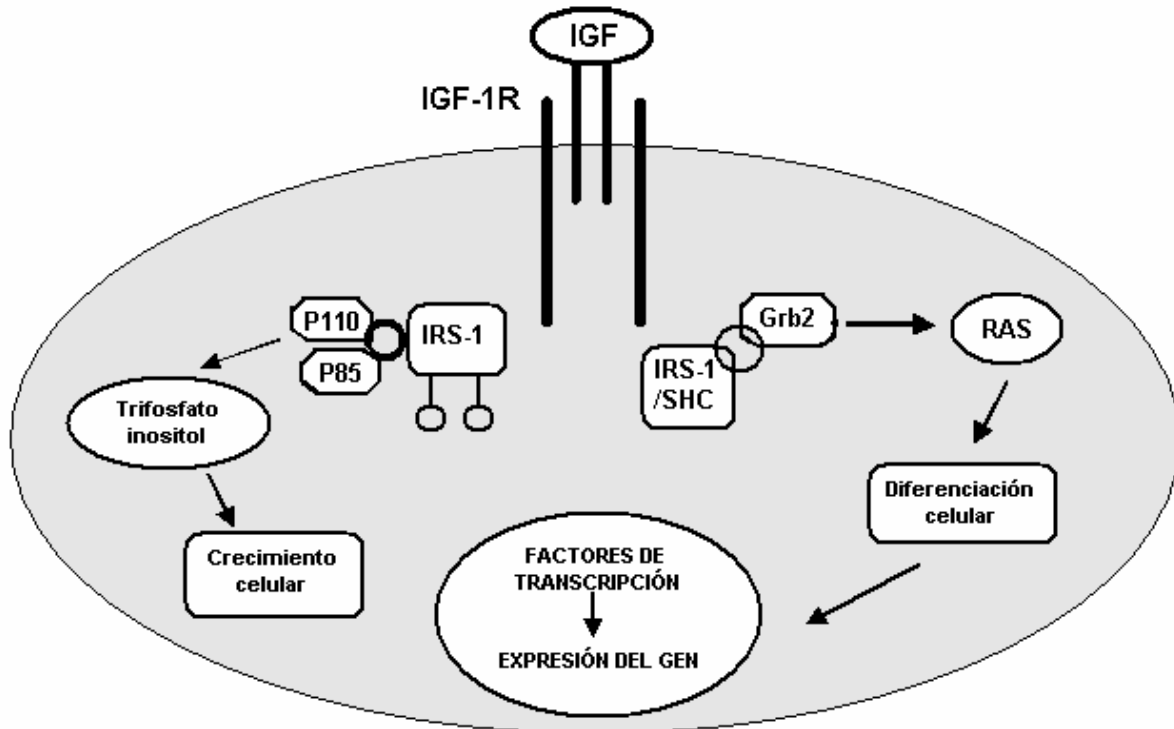 IGF
IGF-1R
P110
P85
IRS-1
Grb2
IRS-1
/SHC
RAS
Trifosfato
inositol
Crecimiento
celular
Diferenciación
celular
FACTORES DE
TRANSCRIPCIÓN
EXPRESIÓN DEL GEN